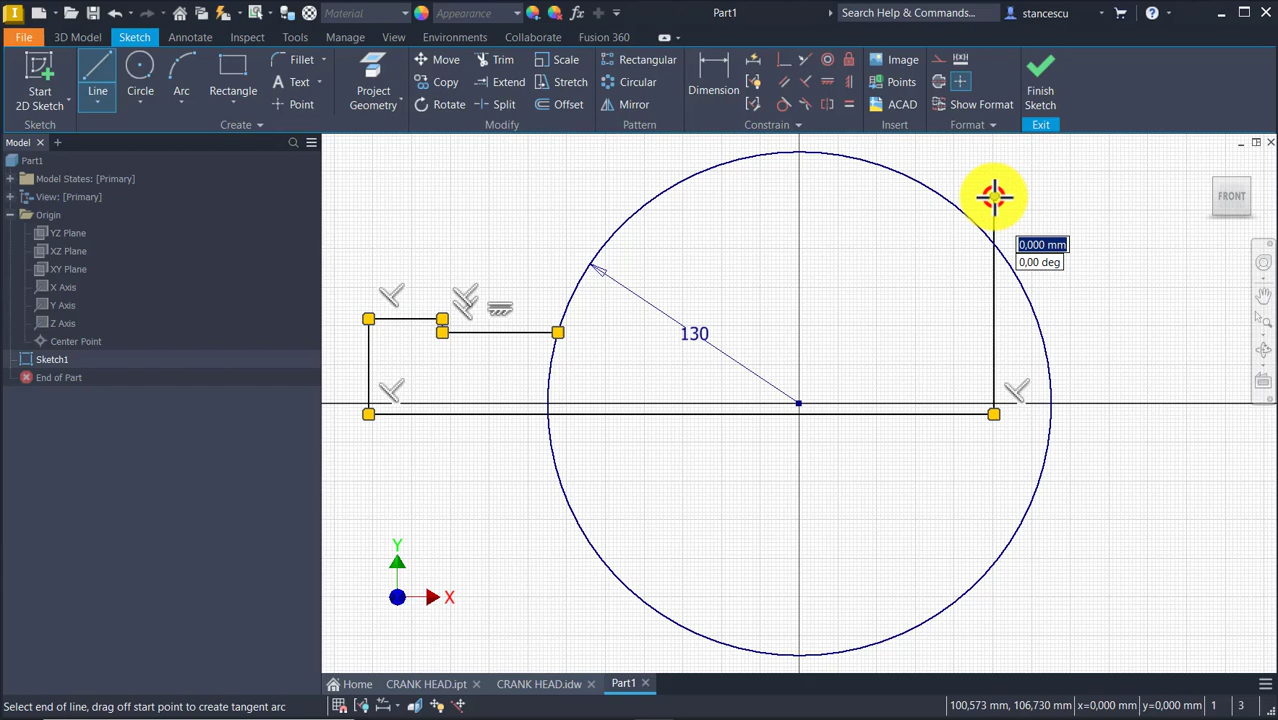 Material Appearance fx Part1 Search Help & Commands... stancescu
File 3D Model Sketch Annotate Inspect Tools Manage View Environments Collaborate Fusion 360
Start 2D Sketch Line Circle Arc Rectangle Fillet Text Point Project Geometry Move Copy Rotate Trim Extend Split Scale Stretch Offset Rectangular Circular Mirror Dimension Image Points ACAD Show Format Finish Sketch
Sketch Create Modify Pattern Constrain Insert Format Exit
Model
Part1
Model States: [Primary]
View: [Primary]
Origin
YZ Plane
XZ Plane
XY Plane
X Axis
Y Axis
Z Axis
Center Point
Sketch1
End of Part
FRONT
0,000 mm
0,00 deg
130
Y
X
Home CRANK HEAD.ipt CRANK HEAD.idw Part1
Select end of line, drag off start point to create tangent arc 100,573 mm, 106,730 mm x=0,000 mm y=0,000 mm 1 3